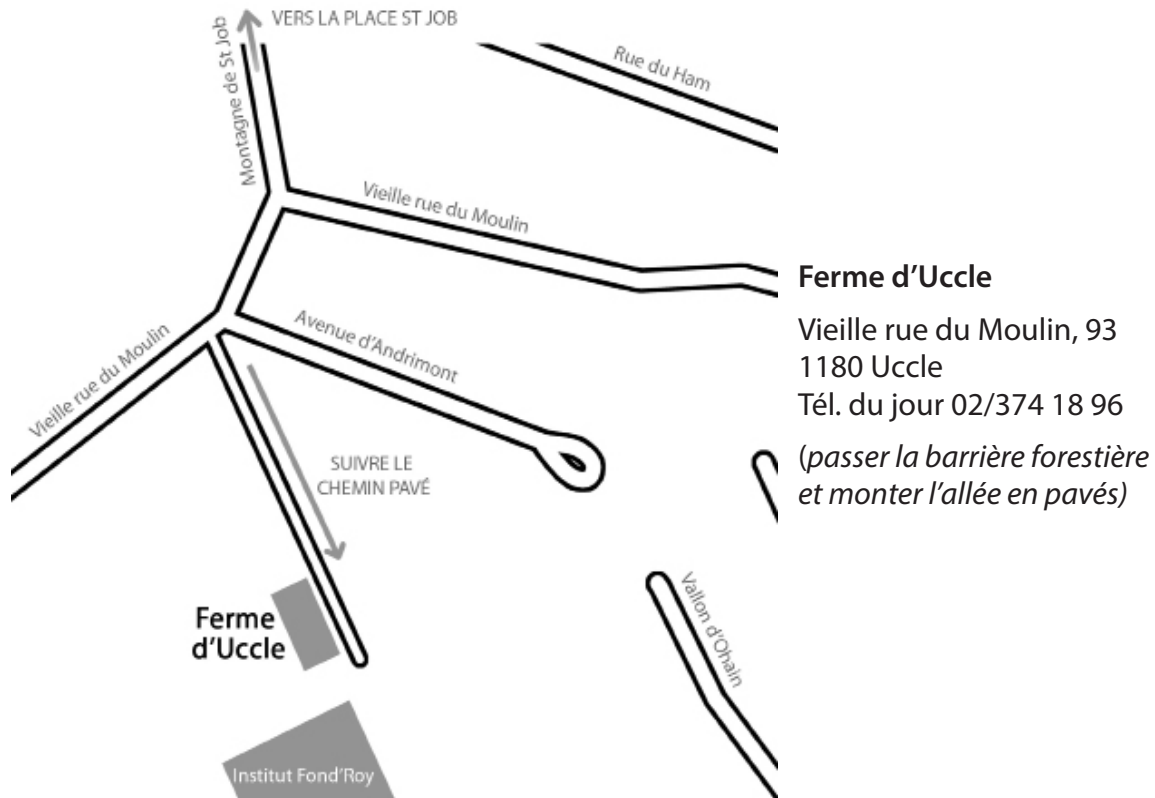 VERS LA PLACE ST JOB
Montagne de St Job
Rue du Ham
Vieille rue du Moulin
Avenue d'Andrimont
Vieille rue du Moulin
SUIVRE LE
CHEMIN PAVÉ
Ferme
d'Uccle
Vallon d'Ohain
Institut Fond'Roy
Ferme d'Uccle
Vieille rue du Moulin, 93
1180 Uccle
Tél. du jour 02/374 18 96
(passer la barrière forestière
et monter l'allée en pavés)